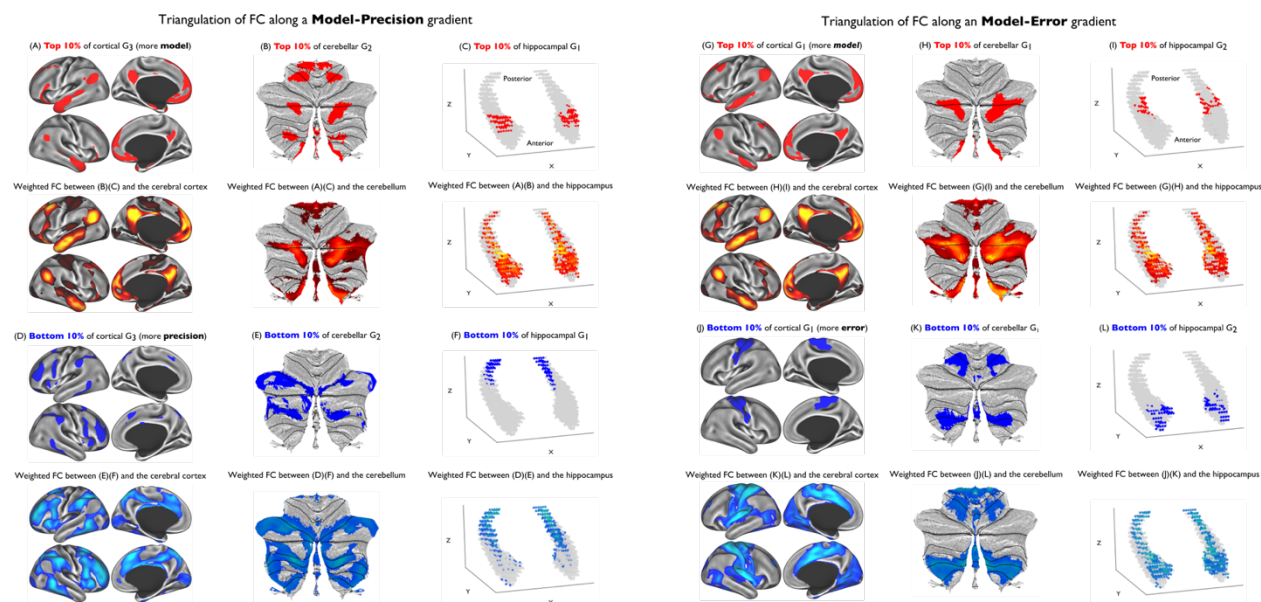 Triangulation of FC along a Model-Precision gradient
(A) Top 10% of cortical G3 (more model)
(B) Top 10% of cerebellar G2
(C) Top 10% of hippocampal G1
Posterior
Z
Anterior
Y
X
Weighted FC between (B)(C) and the cerebral cortex
Weighted FC between (A)(C) and the cerebellum
Weighted FC between (A)(B) and the hippocampus
Z
Y
X
(D) Bottom 10% of cortical G3 (more precision)
(E) Bottom 10% of cerebellar G2
(F) Bottom 10% of hippocampal G1
Z
Y
X
Weighted FC between (E)(F) and the cerebral cortex
Weighted FC between (D)(F) and the cerebellum
Weighted FC between (D)(E) and the hippocampus
Z
Y
X
Triangulation of FC along an Model-Error gradient
(G) Top 10% of cortical G1 (more model)
(H) Top 10% of cerebellar G1
(I) Top 10% of hippocampal G2
Posterior
Z
Anterior
Y
X
Weighted FC between (H)(I) and the cerebral cortex
Weighted FC between (G)(I) and the cerebellum
Weighted FC between (G)(H) and the hippocampus
Z
Y
X
(J) Bottom 10% of cortical G1 (more error)
(K) Bottom 10% of cerebellar G1
(L) Bottom 10% of hippocampal G2
Z
Y
X
Weighted FC between (K)(L) and the cerebral cortex
Weighted FC between (J)(L) and the cerebellum
Weighted FC between (J)(K) and the hippocampus
Z
Y
X